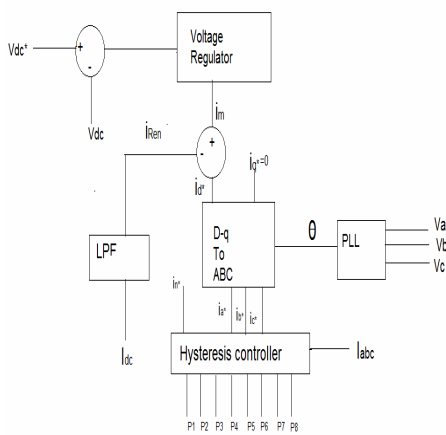 Vdc*
+
-
Vdc
Voltage
Regulator
im
iRen
+
-
iq*=0
id*
LPF
Idc
D-q
To
ABC
θ
PLL
Va
Vb
Vc
in*
ia*
ib*
ic*
Hysteresis controller
Iabc
P1 P2 P3 P4 P5 P6 P7 P8